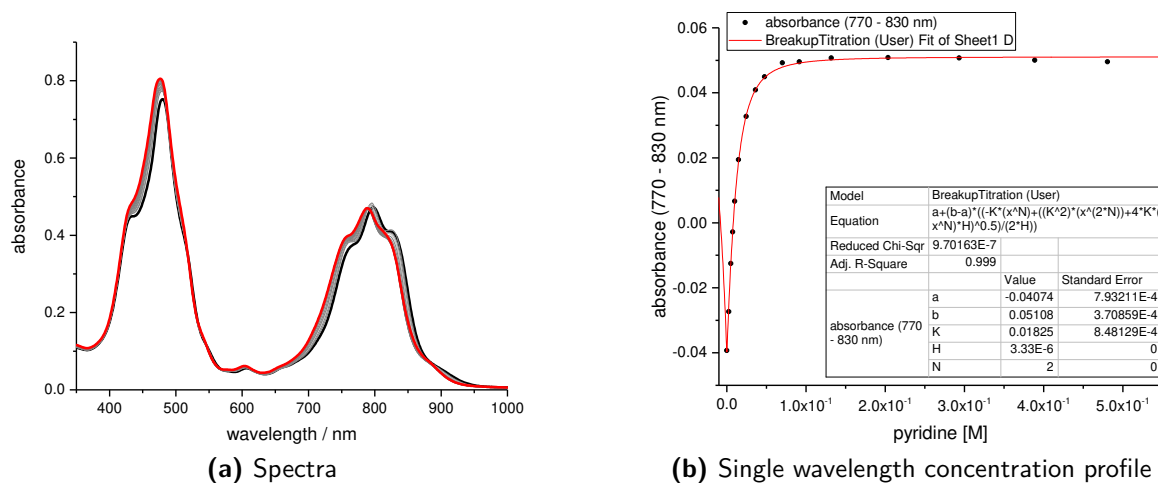 0.8
0.6
0.4
0.2
0.0
absorbance
400 500 600 700 800 900 1000
wavelength / nm
(a) Spectra
absorbance (770 - 830 nm)
BreakupTitration (User) Fit of Sheet1 D
0.06
0.04
0.02
0.00
-0.02
-0.04
absorbance (770 - 830 nm)
Model BreakupTitration (User)
Equation a+(b-a)*((-K*(x^N)+((K^2)*(x^(2*N))+4*K*(
x^N)*H)^0.5)/(2*H))
Reduced Chi-Sqr 9.70163E-7
Adj. R-Square 0.999
Value Standard Error
absorbance (770
- 830 nm)
a -0.04074 7.93211E-4
b 0.05108 3.70859E-4
K 0.01825 8.48129E-4
H 3.33E-6 0
N 2 0
0.0 1.0x10⁻¹ 2.0x10⁻¹ 3.0x10⁻¹ 4.0x10⁻¹ 5.0x10⁻¹
pyridine [M]
(b) Single wavelength concentration profile